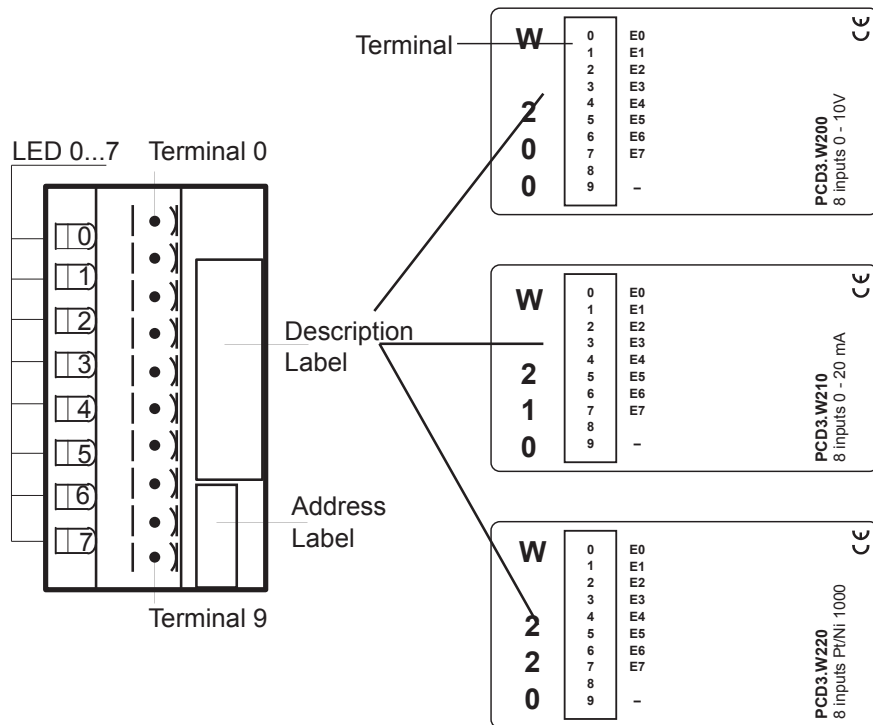 LED 0...7
Terminal 0
0
1
2
3
4
5
6
7
Description
Label
Address
Label
Terminal 9
Terminal
W
2
0
0
0 E0
1 E1
2 E2
3 E3
4 E4
5 E5
6 E6
7 E7
8
9 –
PCD3.W200
8 inputs 0 - 10V
CE
W
2
1
0
0 E0
1 E1
2 E2
3 E3
4 E4
5 E5
6 E6
7 E7
8
9 –
PCD3.W210
8 inputs 0 - 20 mA
CE
W
2
2
0
0 E0
1 E1
2 E2
3 E3
4 E4
5 E5
6 E6
7 E7
8
9 –
PCD3.W220
8 inputs Pt/Ni 1000
CE